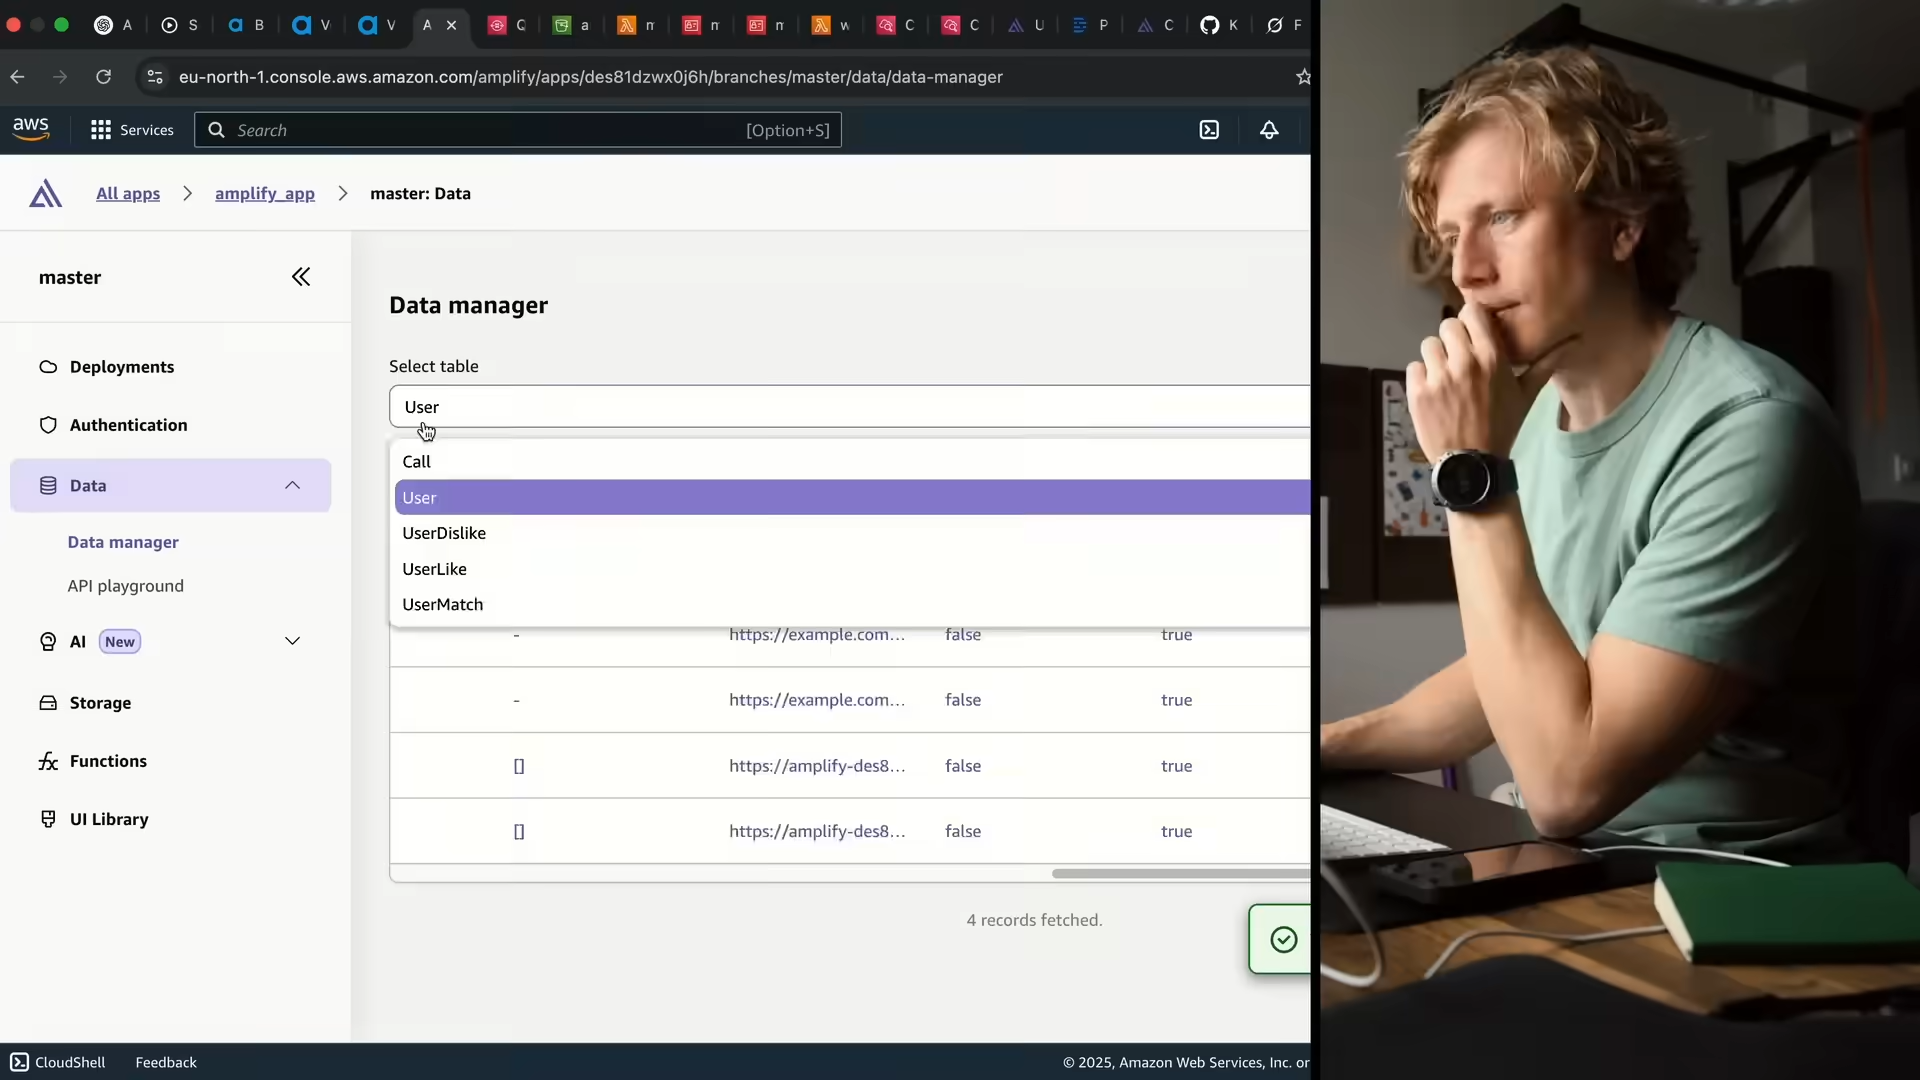 A
S
B
V
V
A
Q
a
n
n
n
w
C
C
U
P
C
K
F
eu-north-1.console.aws.amazon.com/amplify/apps/des81dzwx0j6h/branches/master/data/data-manager
aws
Services
Search
[Option+S]
All apps
amplify_app
master: Data
master
Deployments
Authentication
Data
Data manager
API playground
AI New
Storage
Functions
UI Library
Data manager
Select table
User
Call
User
UserDislike
UserLike
UserMatch
- https://example.com... false true
- https://example.com... false true
[] https://amplify-des8... false true
[] https://amplify-des8... false true
4 records fetched.
CloudShell
Feedback
© 2025, Amazon Web Services, Inc. or